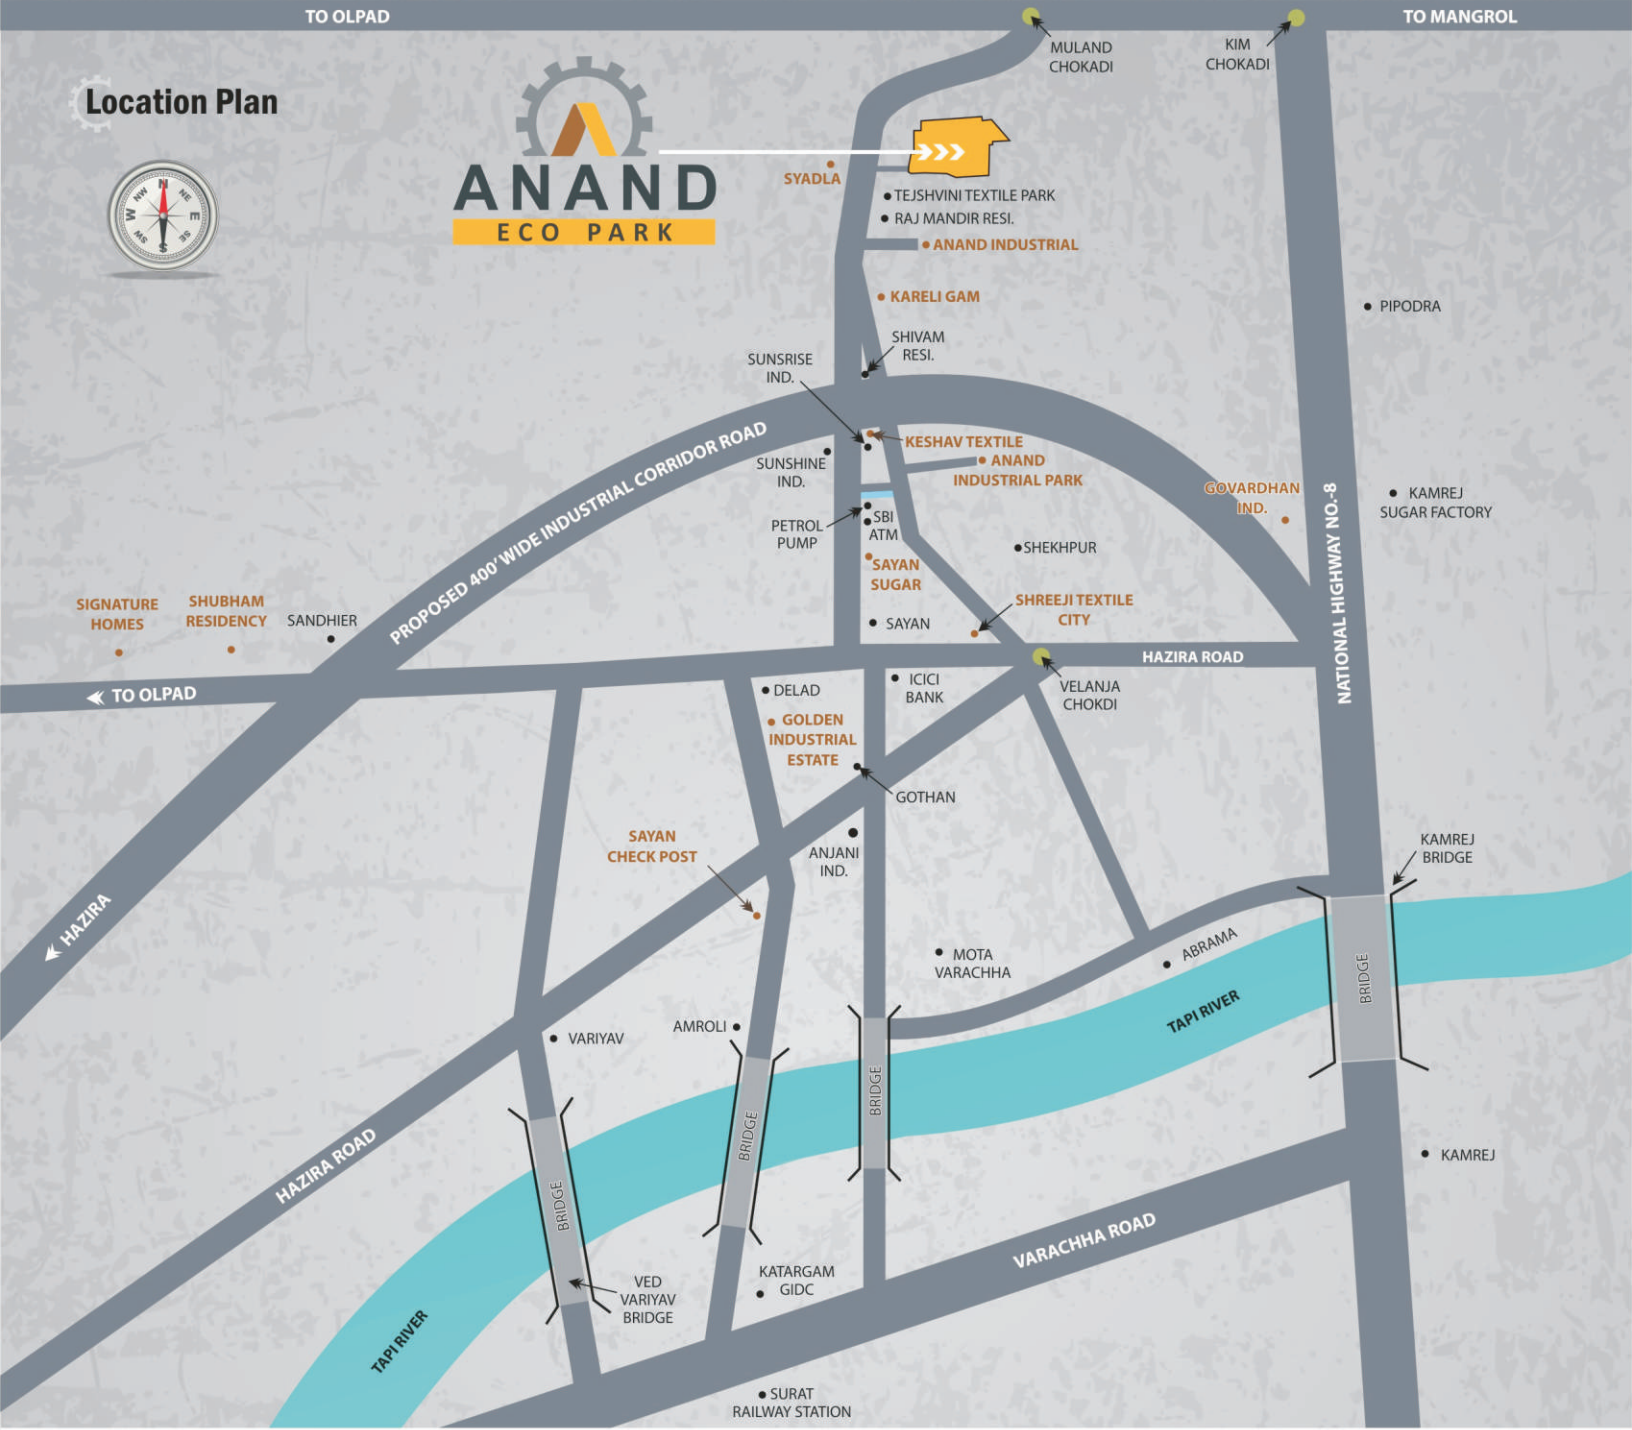 TO OLPAD
TO MANGROL
MULAND
CHOKADI
KIM
CHOKADI
Location Plan
N
NE
E
SE
S
SW
W
NW
ANAND
ECO PARK
SYADLA
TEJSHVINI TEXTILE PARK
RAJ MANDIR RESI.
ANAND INDUSTRIAL
KARELI GAM
PIPODRA
SHIVAM
RESI.
SUNSRISE
IND.
PROPOSED 400' WIDE INDUSTRIAL CORRIDOR ROAD
KESHAV TEXTILE
SUNSHINE
IND.
ANAND
INDUSTRIAL PARK
GOVARDHAN
IND.
NATIONAL HIGHWAY NO.-8
KAMREJ
SUGAR FACTORY
PETROL
PUMP
SBI
ATM
SHEKHPUR
SAYAN
SUGAR
SIGNATURE
HOMES
SHUBHAM
RESIDENCY
SANDHIER
SHREEJI TEXTILE
CITY
SAYAN
HAZIRA ROAD
TO OLPAD
DELAD
ICICI
BANK
VELANJA
CHOKDI
GOLDEN
INDUSTRIAL
ESTATE
GOTHAN
SAYAN
CHECK POST
ANJANI
IND.
KAMREJ
BRIDGE
HAZIRA
MOTA
VARACHHA
ABRAMA
BRIDGE
TAPI RIVER
AMROLI
VARIYAV
BRIDGE
BRIDGE
HAZIRA ROAD
BRIDGE
KAMREJ
VARACHHA ROAD
KATARGAM
GIDC
VED
VARIYAV
BRIDGE
TAPI RIVER
SURAT
RAILWAY STATION